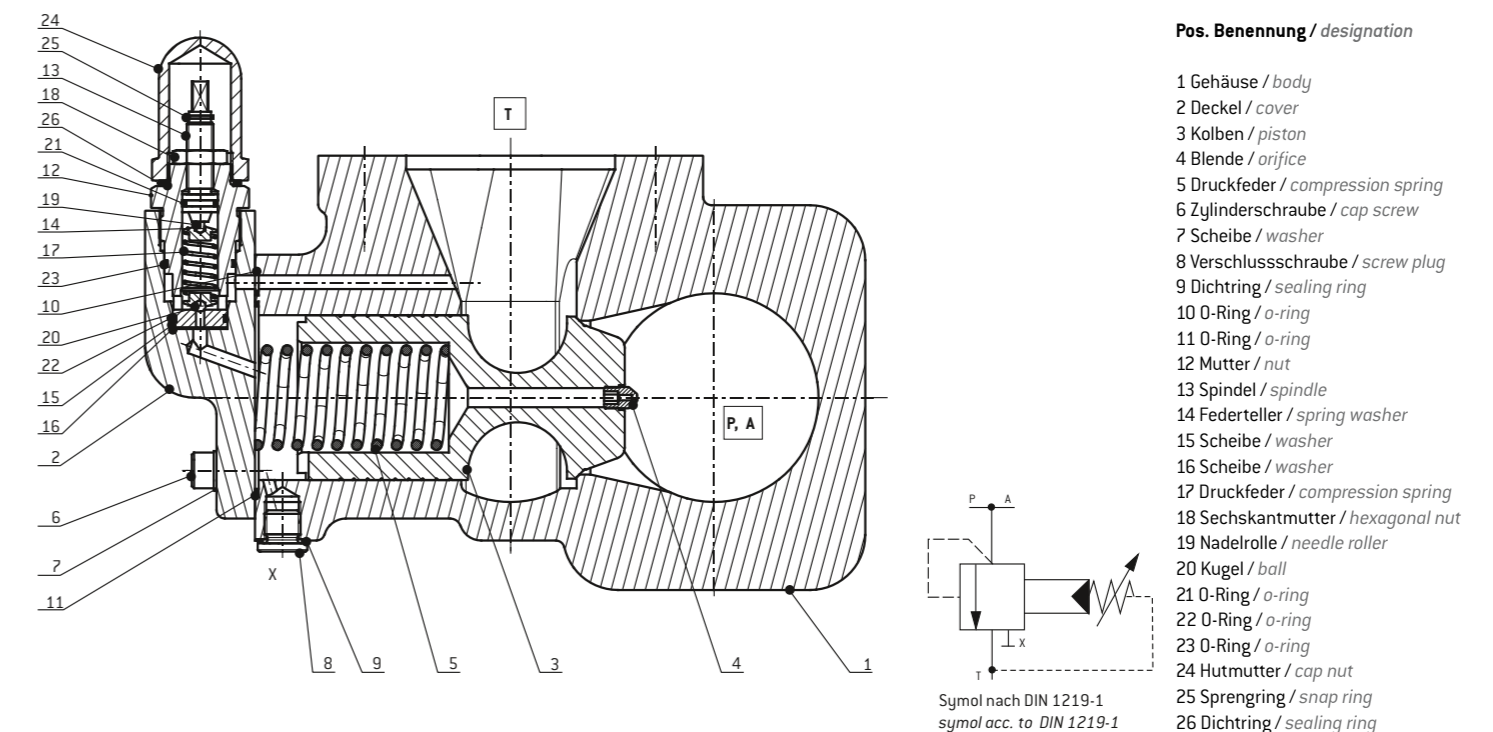 24
25
13
18
26
21
12
19
14
17
23
10
20
22
15
16
2
6
7
11
T
P, A
X
8
9
5
3
4
1
P A
X
T
Symol nach DIN 1219-1
symol acc. to DIN 1219-1
Pos. Benennung / designation
1 Gehäuse / body
2 Deckel / cover
3 Kolben / piston
4 Blende / orifice
5 Druckfeder / compression spring
6 Zylinderschraube / cap screw
7 Scheibe / washer
8 Verschlussschraube / screw plug
9 Dichtring / sealing ring
10 O-Ring / o-ring
11 O-Ring / o-ring
12 Mutter / nut
13 Spindel / spindle
14 Federteller / spring washer
15 Scheibe / washer
16 Scheibe / washer
17 Druckfeder / compression spring
18 Sechskantmutter / hexagonal nut
19 Nadelrolle / needle roller
20 Kugel / ball
21 O-Ring / o-ring
22 O-Ring / o-ring
23 O-Ring / o-ring
24 Hutmutter / cap nut
25 Sprengring / snap ring
26 Dichtring / sealing ring